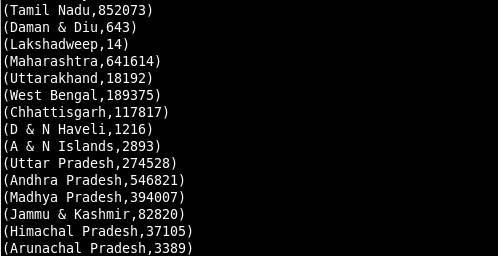 (Tamil Nadu,852073)
(Daman & Diu,643)
(Lakshadweep,14)
(Maharashtra,641614)
(Uttarakhand,18192)
(West Bengal,189375)
(Chhattisgarh,117817)
(D & N Haveli,1216)
(A & N Islands,2893)
(Uttar Pradesh,274528)
(Andhra Pradesh,546821)
(Madhya Pradesh,394007)
(Jammu & Kashmir,82820)
(Himachal Pradesh,37105)
(Arunachal Pradesh,3389)